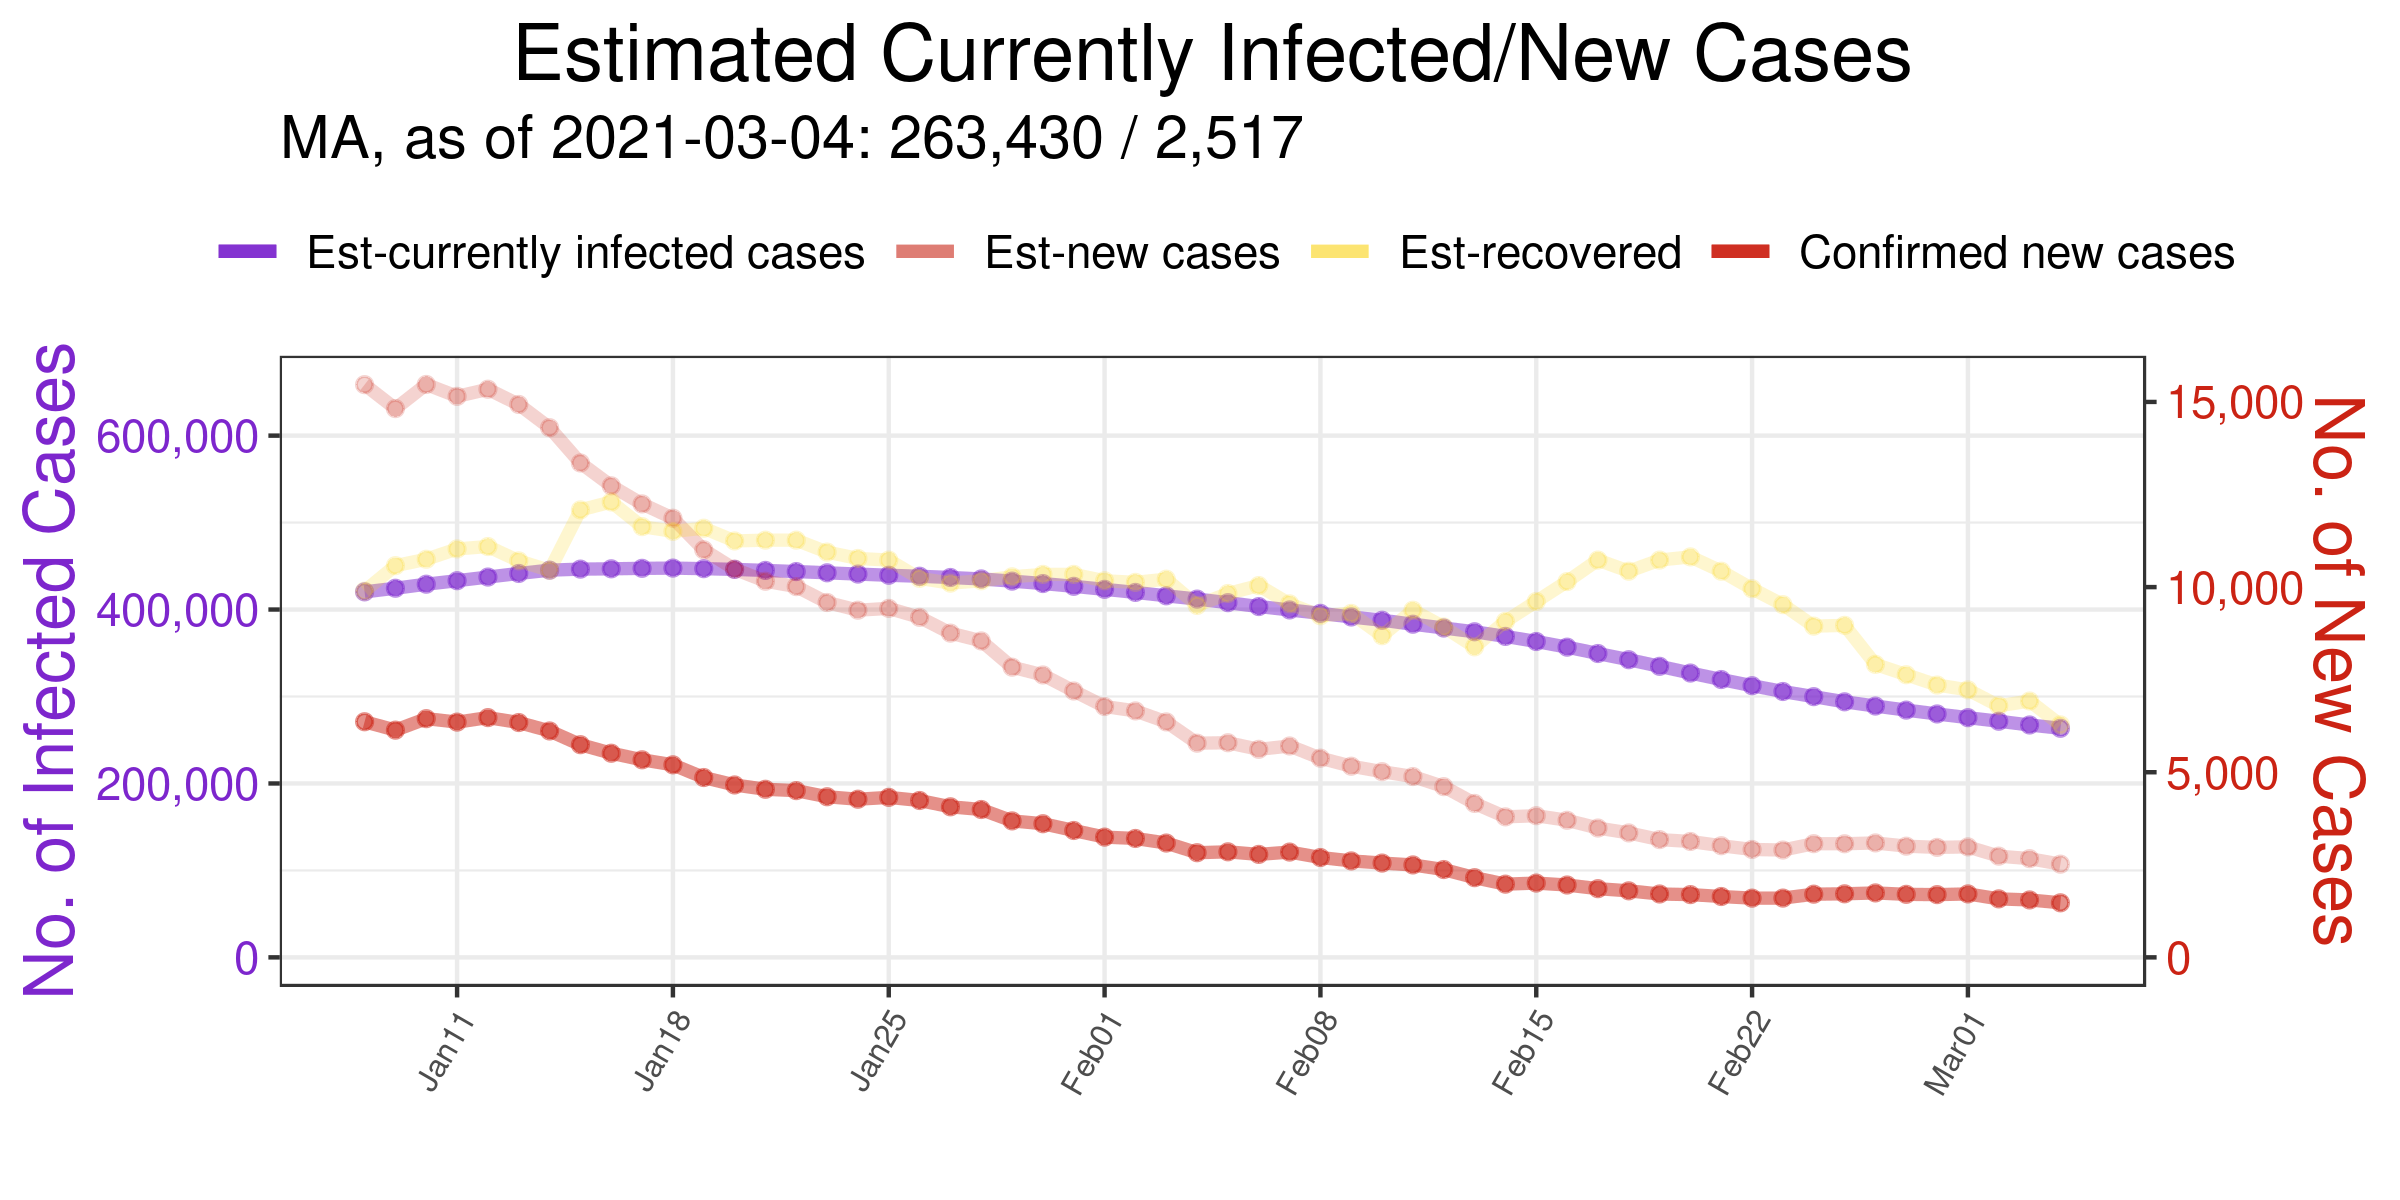 Estimated Currently Infected/New Cases
MA, as of 2021-03-04: 263,430 / 2,517
Est-currently infected cases Est-new cases Est-recovered Confirmed new cases
No. of Infected Cases
600,000
400,000
200,000
0
15,000
10,000
5,000
0
No. of New Cases
Jan11 Jan18 Jan25 Feb01 Feb08 Feb15 Feb22 Mar01